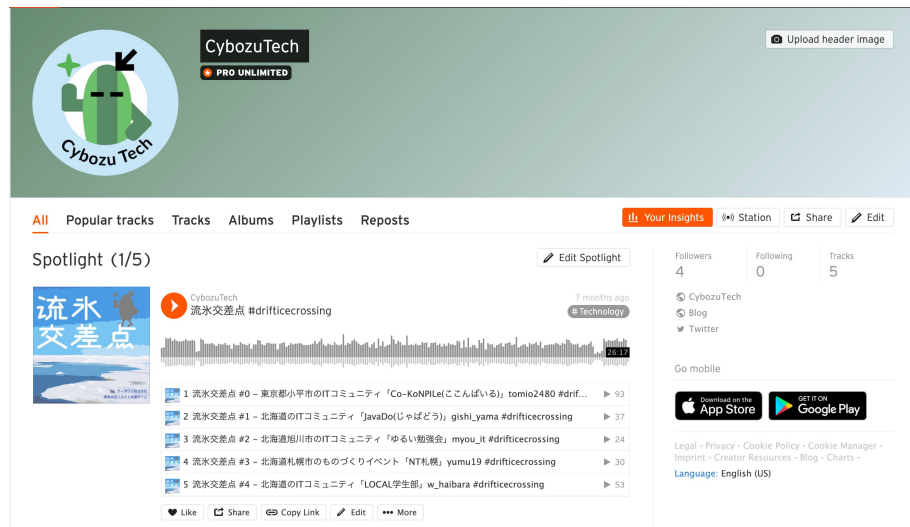 CybozuTech
PRO UNLIMITED
Upload header image
Cybozu Tech
All Popular tracks Tracks Albums Playlists Reposts
Your Insights Station Share Edit
Spotlight (1/5)
Edit Spotlight
Followers Following Tracks
4 0 5
CybozuTech
Blog
Twitter
流氷
交差点
CybozuTech
7 months ago
流氷交差点 #drifticecrossing
# Technology
26:17
1 流氷交差点 #0 – 東京都小平市のITコミュニティ「Co-KoNPILe(ここんぱいる)」tomio2480 #drif... 93
2 流氷交差点 #1 – 北海道のITコミュニティ「JavaDo(じゃばどう)」gishi_yama #drifticecrossing 37
3 流氷交差点 #2 – 北海道旭川市のITコミュニティ「ゆるい勉強会」myou_it #drifticecrossing 24
4 流氷交差点 #3 – 北海道札幌市のものづくりイベント「NT札幌」yumu19 #drifticecrossing 30
5 流氷交差点 #4 – 北海道のITコミュニティ「LOCAL学生部」w_haibara #drifticecrossing 53
Like Share Copy Link Edit More
Go mobile
Download on the
App Store
GET IT ON
Google Play
Legal - Privacy - Cookie Policy - Cookie Manager -
Imprint - Creator Resources - Blog - Charts -
Language: English (US)